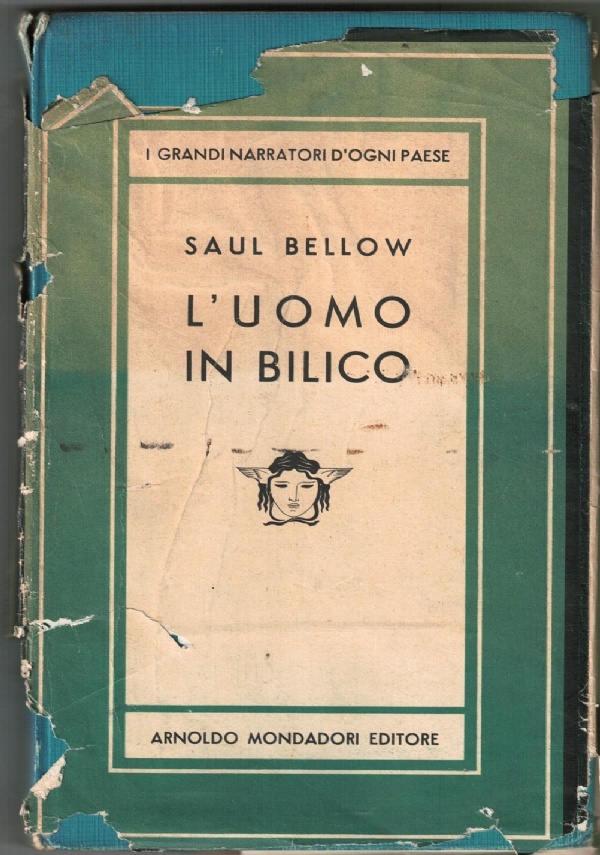 I GRANDI NARRATORI D'OGNI PAESE
SAUL BELLOW
L'UOMO
IN BILICO
ARNOLDO MONDADORI EDITORE